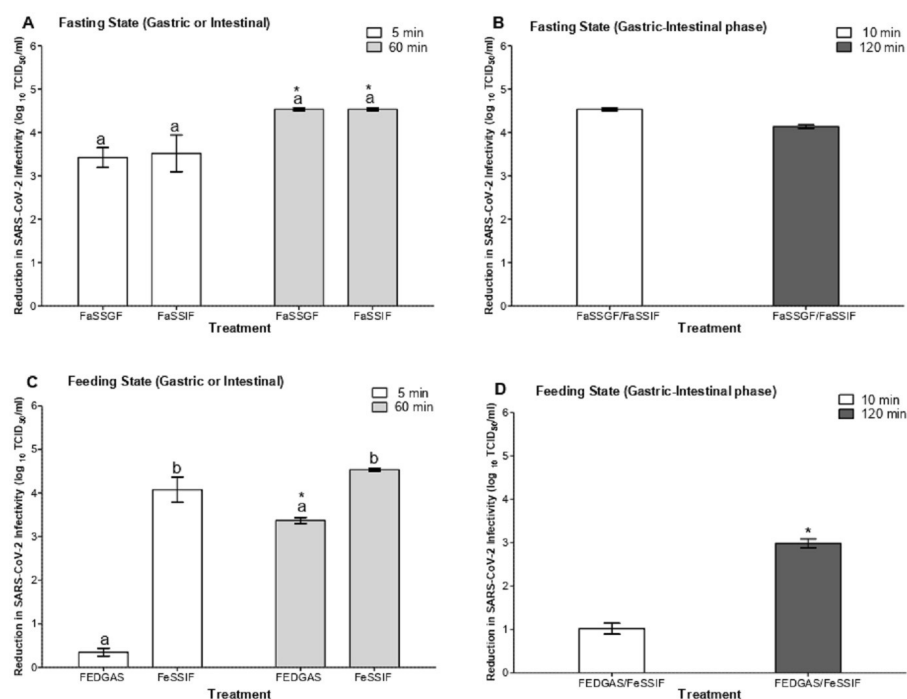 A
Fasting State (Gastric or Intestinal)
5 min
60 min
Reduction in SARS-CoV-2 Infectivity (log 10 TCID50/ml)
6
5
4
3
2
1
0
a
a
*
a
*
a
FaSSGF
FaSSIF
FaSSGF
FaSSIF
Treatment
B
Fasting State (Gastric-Intestinal phase)
10 min
120 min
Reduction in SARS-CoV-2 Infectivity (log 10 TCID50/ml)
6
5
4
3
2
1
0
FaSSGF/FaSSIF
FaSSGF/FaSSIF
Treatment
C
Feeding State (Gastric or Intestinal)
5 min
60 min
Reduction in SARS-CoV-2 Infectivity (log 10 TCID50/ml)
6
5
4
3
2
1
0
a
b
*
a
b
FEDGAS
FeSSIF
FEDGAS
FeSSIF
Treatment
D
Feeding State (Gastric-Intestinal phase)
10 min
120 min
Reduction in SARS-CoV-2 Infectivity (log 10 TCID50/ml)
6
5
4
3
2
1
0
*
FEDGAS/FeSSIF
FEDGAS/FeSSIF
Treatment